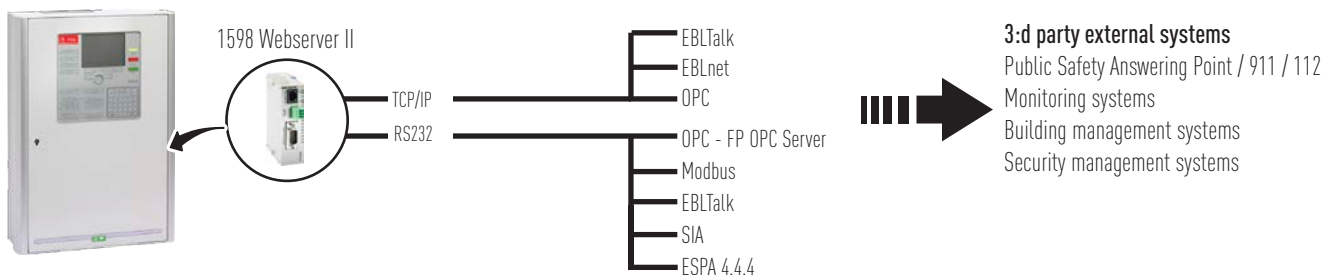 1598 Webserver II
TCP/IP
RS232
EBLTalk
EBLnet
OPC
OPC - FP OPC Server
Modbus
EBLTalk
SIA
ESPA 4.4.4
3:d party external systems
Public Safety Answering Point / 911 / 112
Monitoring systems
Building management systems
Security management systems